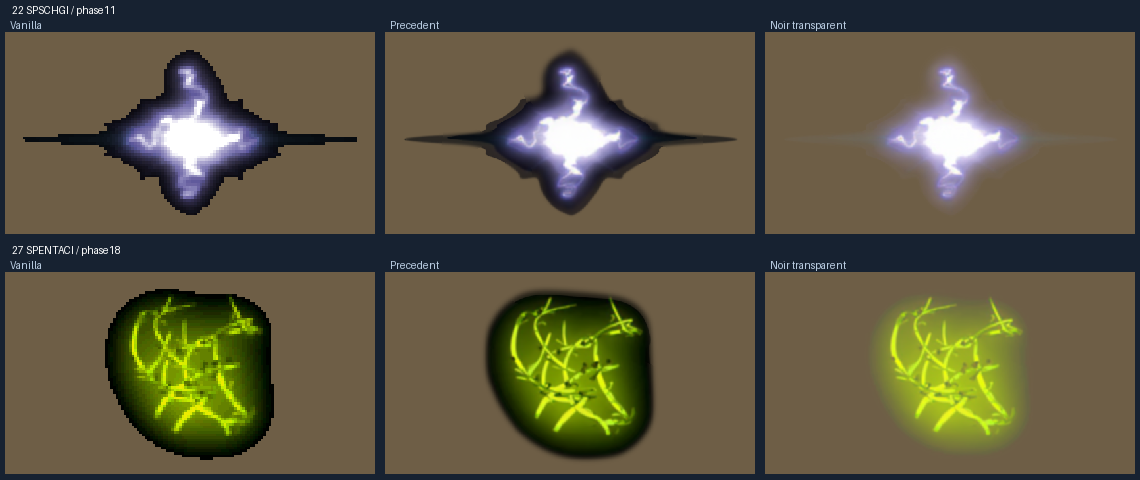 22 SPSCHGI / phase11
Vanilla
Precedent
Noir transparent
27 SPENTACI / phase18
Vanilla
Precedent
Noir transparent